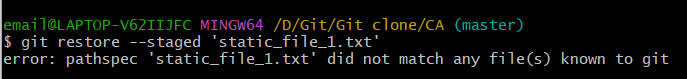 email@LAPTOP-V62IIJFC MINGW64 /D/Git/Git clone/CA (master)
$ git restore --staged 'static_file_1.txt'
error: pathspec 'static_file_1.txt' did not match any file(s) known to git